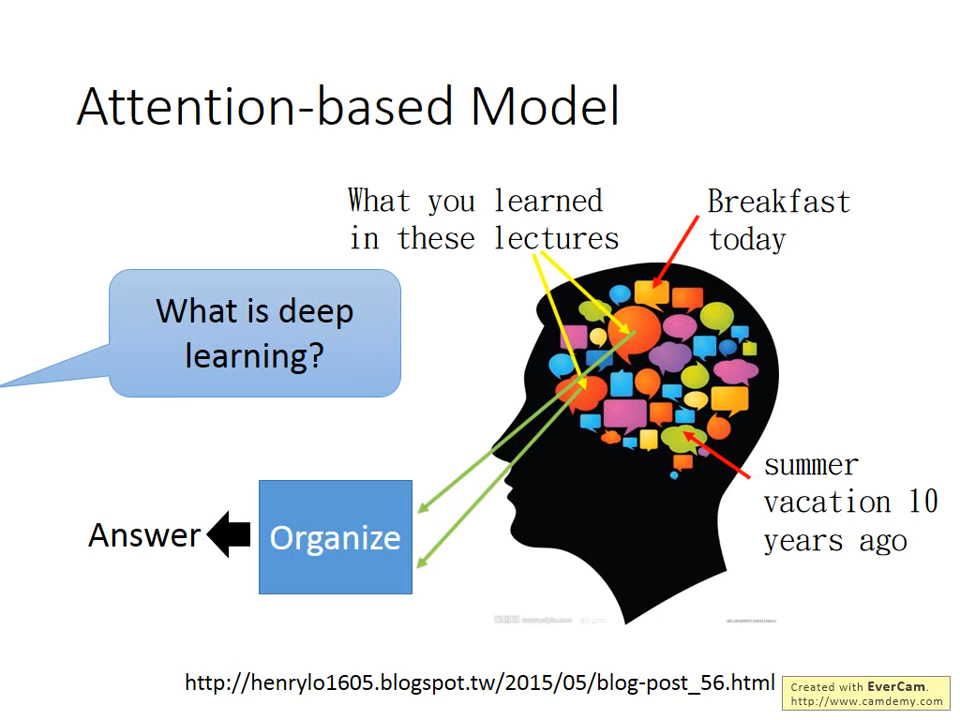 Attention-based Model
What you learned
in these lectures
Breakfast
today
What is deep
learning?
summer
vacation 10
years ago
Answer
Organize
http://henrylo1605.blogspot.tw/2015/05/blog-post_56.html
Created with EverCam.
http://www.camdemy.com